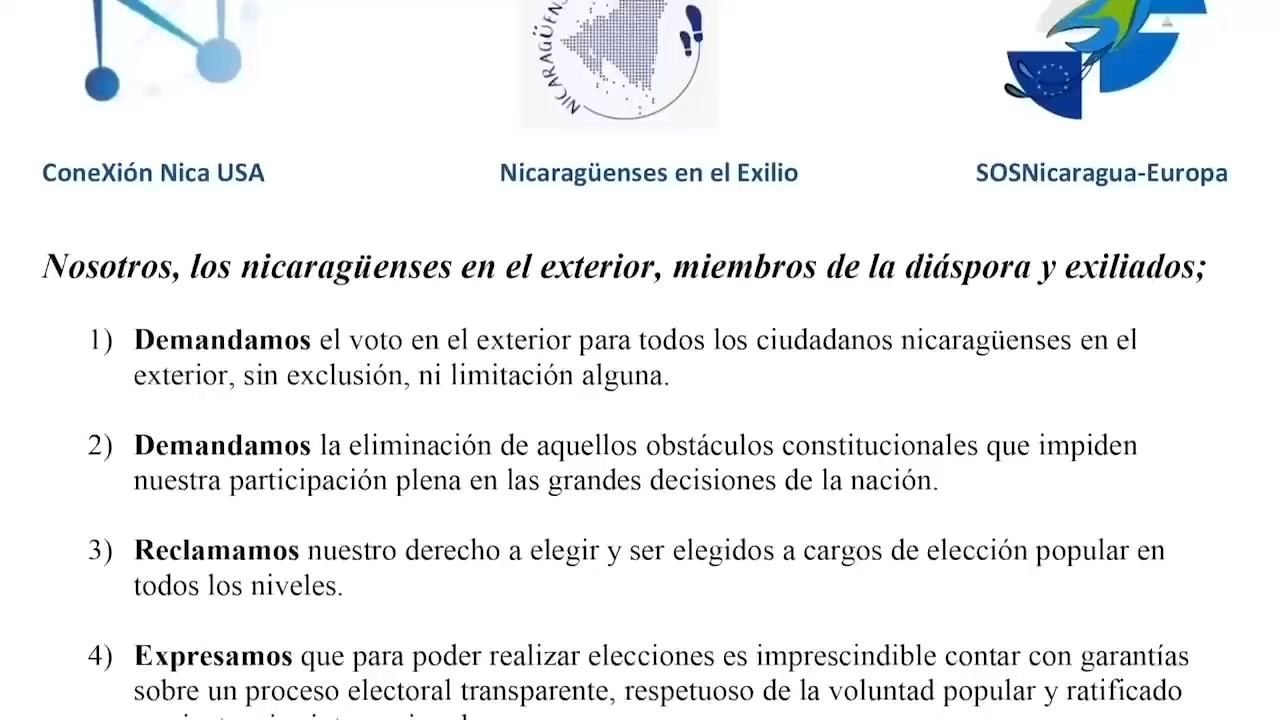 NICARAGÜENS
ConeXión Nica USA
Nicaragüenses en el Exilio
SOSNicaragua-Europa
Nosotros, los nicaragüenses en el exterior, miembros de la diáspora y exiliados;
1) Demandamos el voto en el exterior para todos los ciudadanos nicaragüenses en el
exterior, sin exclusión, ni limitación alguna.
2) Demandamos la eliminación de aquellos obstáculos constitucionales que impiden
nuestra participación plena en las grandes decisiones de la nación.
3) Reclamamos nuestro derecho a elegir y ser elegidos a cargos de elección popular en
todos los niveles.
4) Expresamos que para poder realizar elecciones es imprescindible contar con garantías
sobre un proceso electoral transparente, respetuoso de la voluntad popular y ratificado